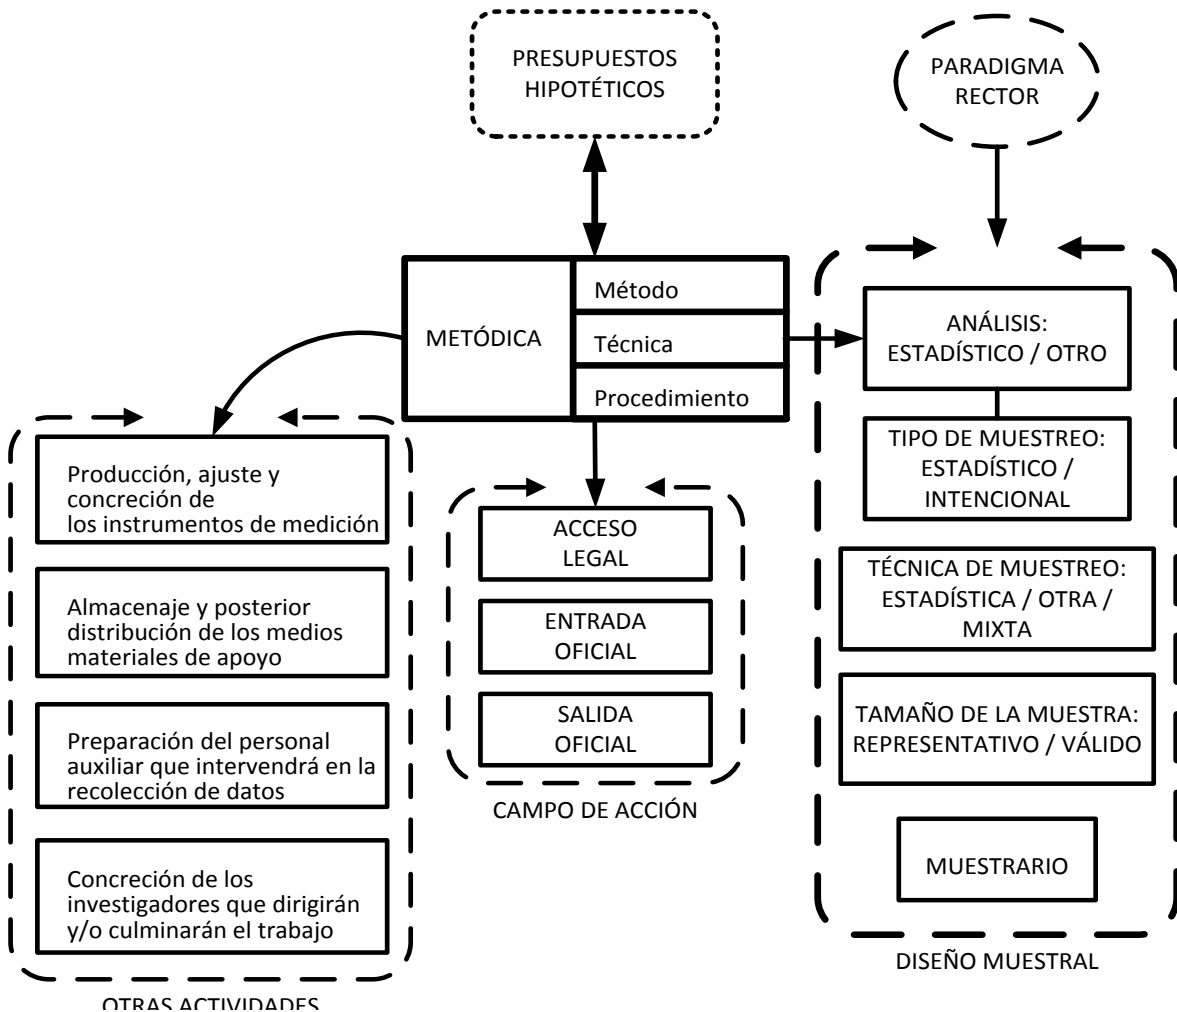 PRESUPUESTOS
HIPOTÉTICOS
PARADIGMA
RECTOR
METÓDICA
Método
Técnica
Procedimiento
Producción, ajuste y
concreción de
los instrumentos de medición
Almacenaje y posterior
distribución de los medios
materiales de apoyo
Preparación del personal
auxiliar que intervendrá en la
recolección de datos
Concreción de los
investigadores que dirigirán
y/o culminarán el trabajo
OTRAS ACTIVIDADES
ACCESO
LEGAL
ENTRADA
OFICIAL
SALIDA
OFICIAL
CAMPO DE ACCIÓN
ANÁLISIS:
ESTADÍSTICO / OTRO
TIPO DE MUESTREO:
ESTADÍSTICO /
INTENCIONAL
TÉCNICA DE MUESTREO:
ESTADÍSTICA / OTRA /
MIXTA
TAMAÑO DE LA MUESTRA:
REPRESENTATIVO / VÁLIDO
MUESTRARIO
DISEÑO MUESTRAL